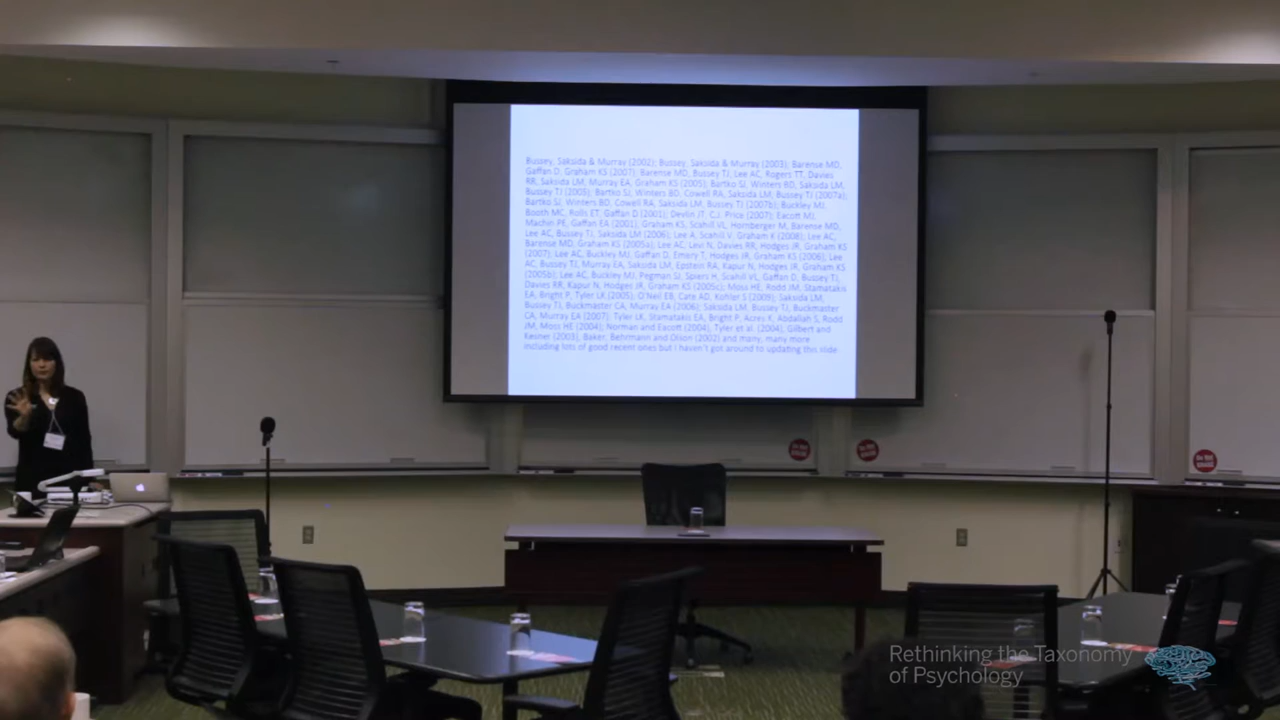 Bussey, Saksida & Murray (2002); Bussey, Saksida & Murray (2003); Barense MD,
Gaffan D, Graham KS (2007); Barense MD, Bussey TJ, Lee AC, Rogers TT, Davies
RR, Saksida LM, Murray EA, Graham KS (2005); Bartko SJ, Winters BD, Saksida LM,
Bussey TJ (2005); Bartko SJ, Winters BD, Cowell RA, Saksida LM, Bussey TJ (2007a);
Bartko SJ, Winters BD, Cowell RA, Saksida LM, Bussey TJ (2007b); Buckley MJ,
Booth MC, Rolls ET, Gaffan D (2001); Devlin JT, C.J. Price (2007); Eacott MJ,
Machin PE, Gaffan EA (2001); Graham KS, Scahill VL, Hornberger M, Barense MD,
Lee AC, Bussey TJ, Saksida LM (2006); Lee A, Scahill V, Graham K (2008); Lee AC,
Barense MD, Graham KS (2005a); Lee AC, Levi N, Davies RR, Hodges JR, Graham KS
(2007); Lee AC, Buckley MJ, Gaffan D, Emery T, Hodges JR, Graham KS (2006); Lee
AC, Bussey TJ, Murray EA, Saksida LM, Epstein RA, Kapur N, Hodges JR, Graham KS
(2005b); Lee AC, Buckley MJ, Pegman SJ, Spiers H, Scahill VL, Gaffan D, Bussey TJ,
Davies RR, Kapur N, Hodges JR, Graham KS (2005c); Moss HE, Rodd JM, Stamatakis
EA, Bright P, Tyler LK (2005); O'Neil EB, Cate AD, Kohler S (2009); Saksida LM,
Bussey TJ, Buckmaster CA, Murray EA (2006); Saksida LM, Bussey TJ, Buckmaster
CA, Murray EA (2007); Tyler LK, Stamatakis EA, Bright P, Acres K, Abdallah S, Rodd
JM, Moss HE (2004); Norman and Eacott (2004), Tyler et al. (2004), Gilbert and
Kesner (2003), Baker, Behrmann and Olson (2002) and many, many more
including lots of good recent ones but I haven't got around to updating this slide
Rethinking the Taxonomy
of Psychology